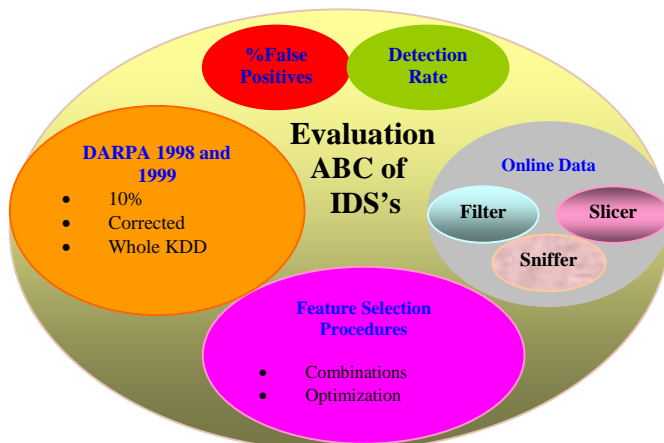 %False
Positives
Detection
Rate
Evaluation
ABC of
IDS's
DARPA 1998 and
1999
• 10%
• Corrected
• Whole KDD
Online Data
Filter
Slicer
Sniffer
Feature Selection
Procedures
• Combinations
• Optimization